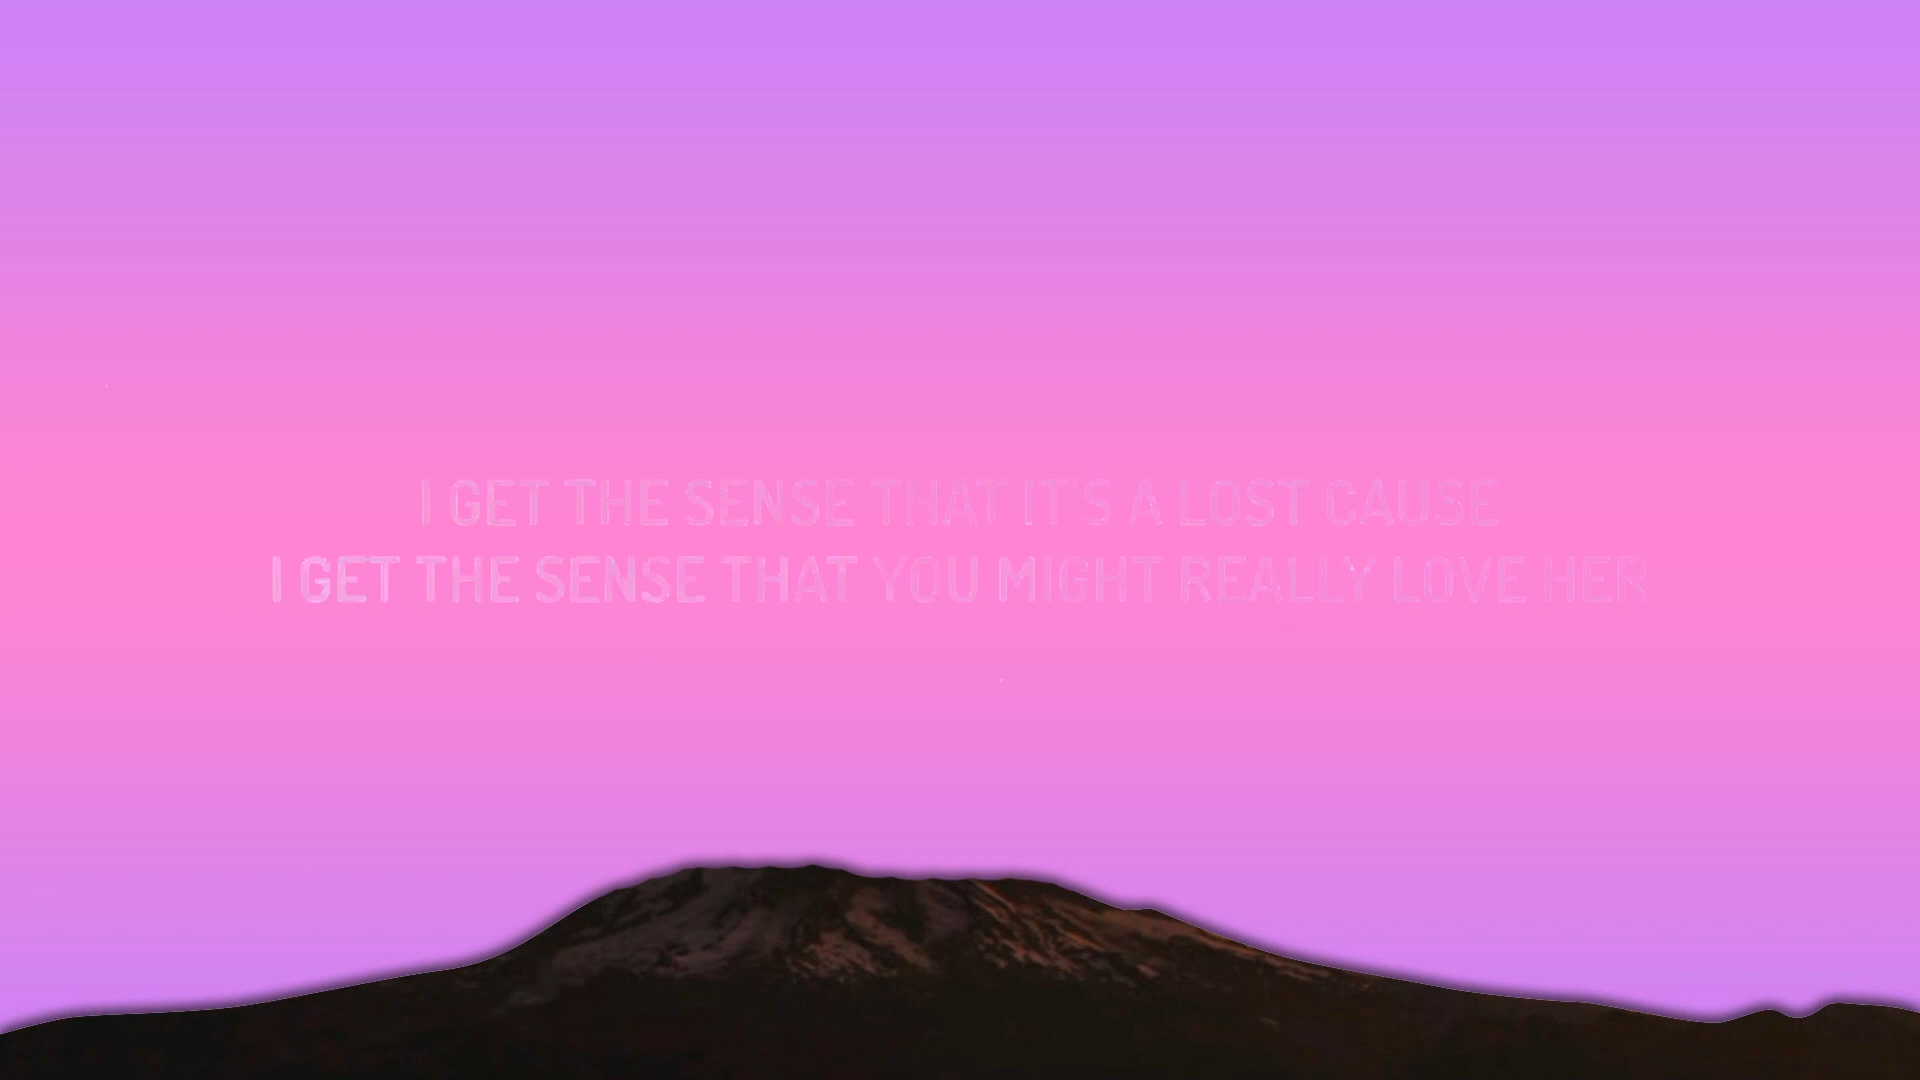 I GET THE SENSE THAT IT'S A LOST CAUSE
I GET THE SENSE THAT YOU MIGHT REALLY LOVE HER